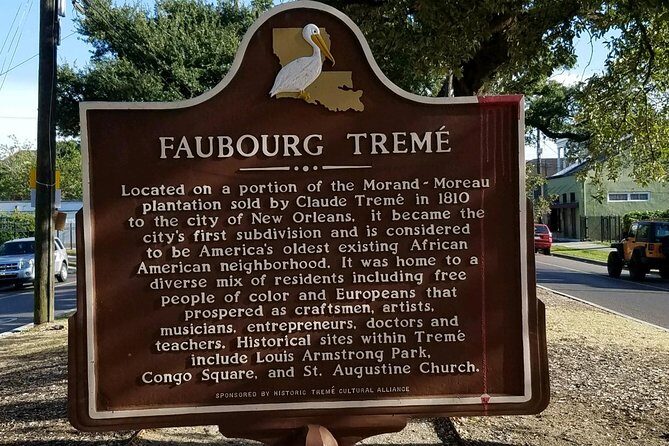 FAUBOURG TREMÉ
Located on a portion of the Morand-Moreau
plantation sold by Claude Tremé in 1810
to the city of New Orleans, it became the
city's first subdivision and is considered
to be America's oldest existing African
American neighborhood. It was home to a
diverse mix of residents including free
people of color and Europeans that
prospered as craftsmen, artists,
musicians, entrepreneurs, doctors and
teachers. Historical sites within Tremé
include Louis Armstrong Park,
Congo Square, and St. Augustine Church.
SPONSORED BY HISTORIC TREMÉ CULTURAL ALLIANCE